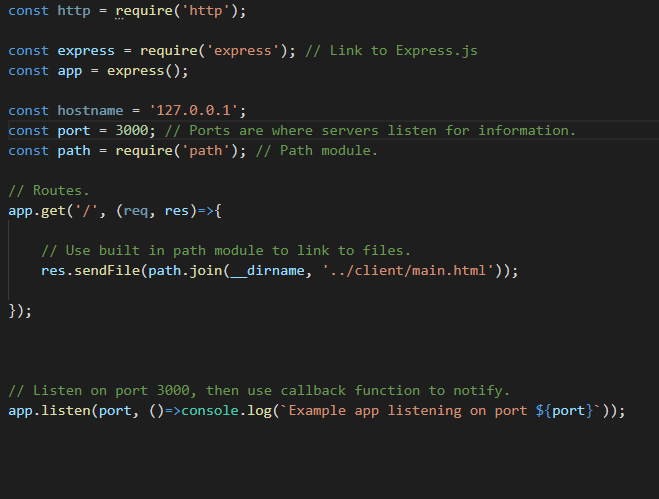 const http = require('http');
const express = require('express'); // Link to Express.js
const app = express();
const hostname = '127.0.0.1';
const port = 3000; // Ports are where servers listen for information.
const path = require('path'); // Path module.
// Routes.
app.get('/', (req, res)=>{
// Use built in path module to link to files.
res.sendFile(path.join(__dirname, '../client/main.html'));
});
// Listen on port 3000, then use callback function to notify.
app.listen(port, ()=>console.log(`Example app listening on port ${port}`));